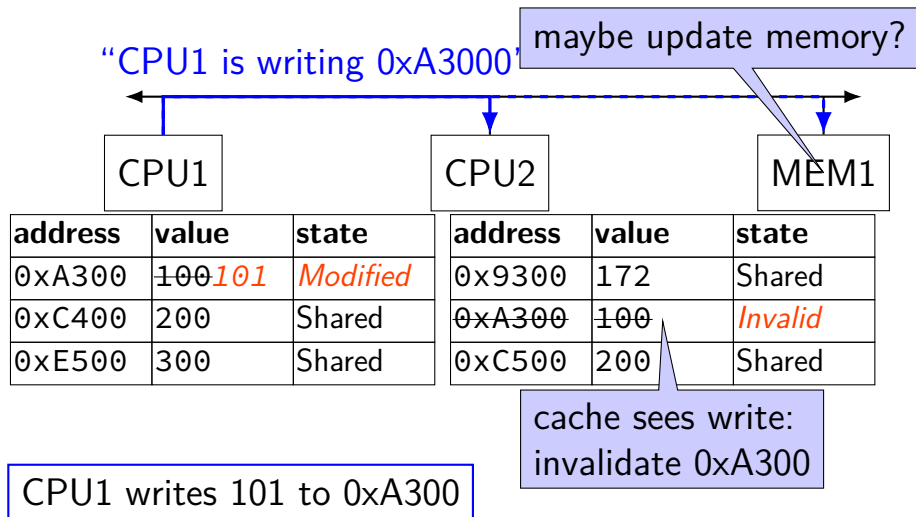 maybe update memory?
“CPU1 is writing 0xA3000”
CPU1 CPU2 MEM1
address value state address value state
0xA300 100101 Modified 0x9300 172 Shared
0xC400 200 Shared 0xA300 100 Invalid
0xE500 300 Shared 0xC500 200 Shared
cache sees write:
invalidate 0xA300
CPU1 writes 101 to 0xA300